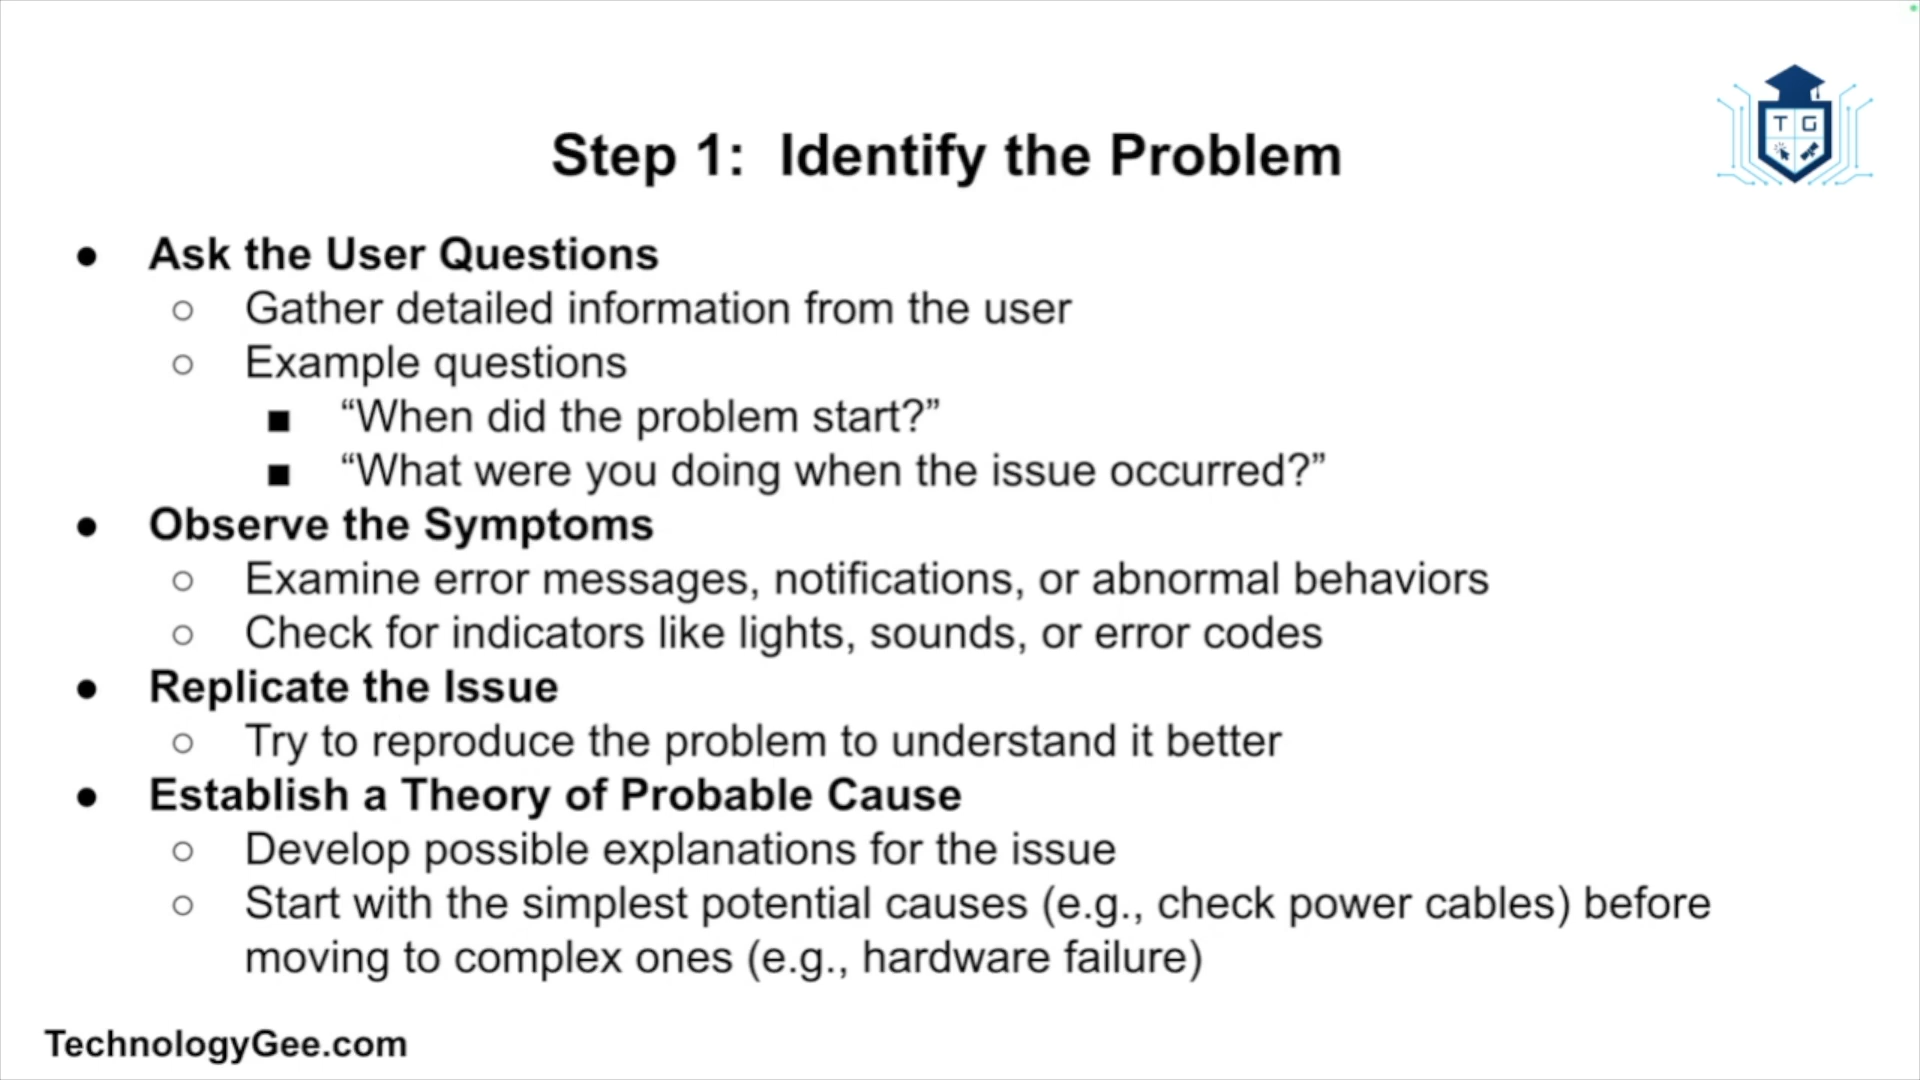 Step 1:  Identify the Problem
T G
● Ask the User Questions
○ Gather detailed information from the user
○ Example questions
■ “When did the problem start?”
■ “What were you doing when the issue occurred?”
● Observe the Symptoms
○ Examine error messages, notifications, or abnormal behaviors
○ Check for indicators like lights, sounds, or error codes
● Replicate the Issue
○ Try to reproduce the problem to understand it better
● Establish a Theory of Probable Cause
○ Develop possible explanations for the issue
○ Start with the simplest potential causes (e.g., check power cables) before
moving to complex ones (e.g., hardware failure)
TechnologyGee.com